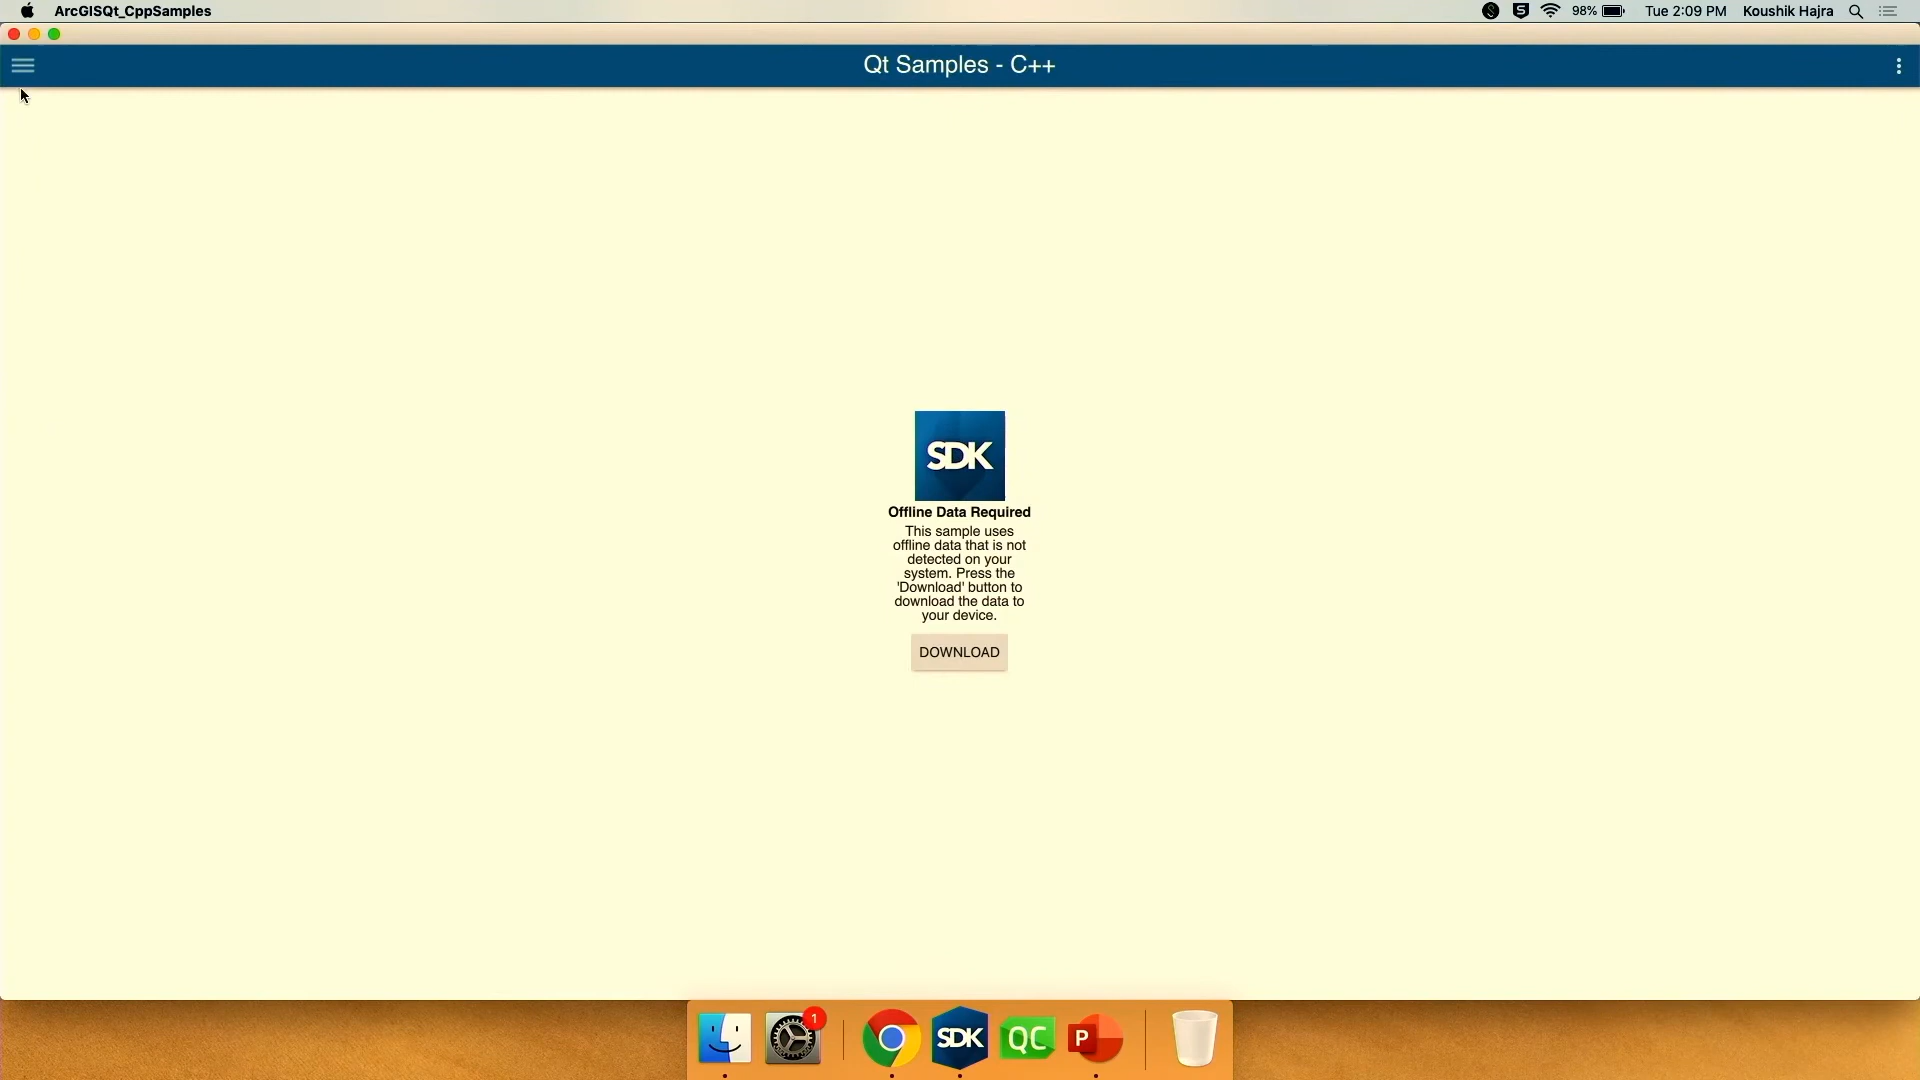 ArcGISQt_CppSamples
98%
Tue 2:09 PM
Koushik Hajra
Qt Samples - C++
SDK
Offline Data Required
This sample uses
offline data that is not
detected on your
system. Press the
'Download' button to
download the data to
your device.
DOWNLOAD
1
SDK
QC
P